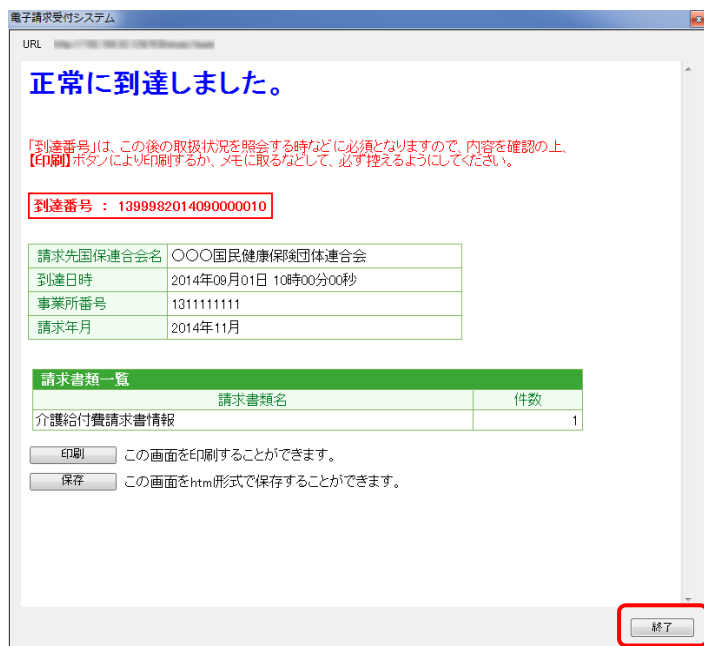 電子請求受付システム
URL
正常に到達しました。
「到達番号」は、この後の取扱状況を照会する時などに必須となりますので、内容を確認の上、
【印刷】ボタンにより印刷するか、メモに取るなどして、必ず控えるようにしてください。
到達番号 : 1399982014090000010
請求先国保連合会名 〇〇〇国民健康保険団体連合会
到達日時 2014年09月01日 10時00分00秒
事業所番号 1311111111
請求年月 2014年11月
請求書類一覧
請求書類名 件数
介護給付費請求書情報 1
印刷 この画面を印刷することができます。
保存 この画面をhtml形式で保存することができます。
終了